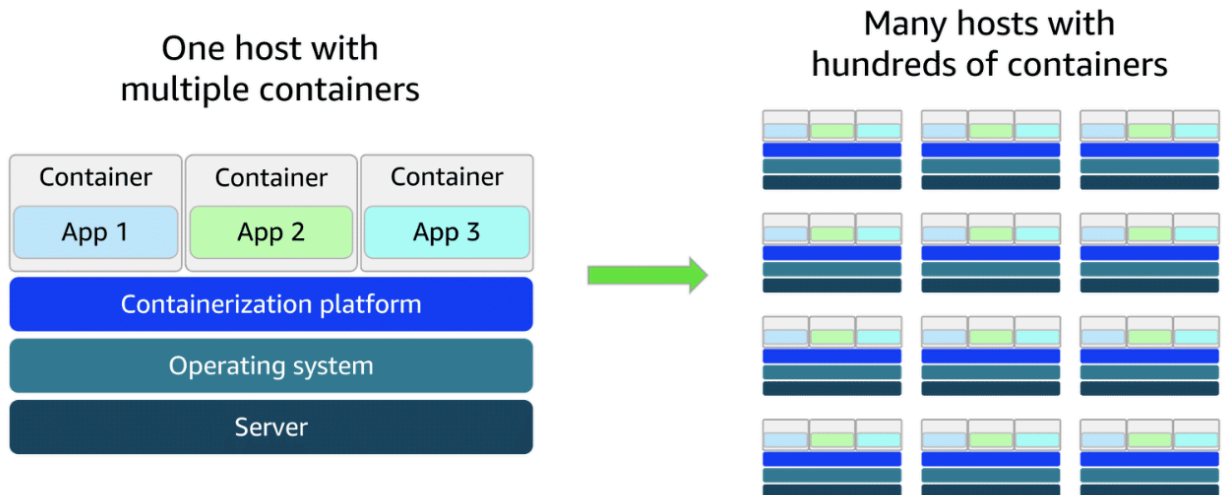 One host with
multiple containers
Many hosts with
hundreds of containers
Container
Container
Container
App 1
App 2
App 3
Containerization platform
Operating system
Server